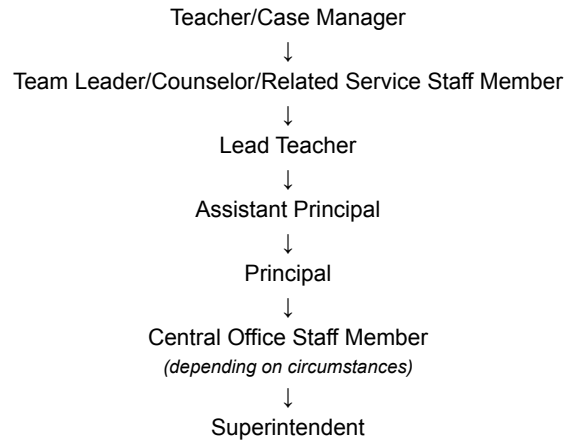 Teacher/Case Manager
↓
Team Leader/Counselor/Related Service Staff Member
↓
Lead Teacher
↓
Assistant Principal
↓
Principal
↓
Central Office Staff Member
(depending on circumstances)
↓
Superintendent